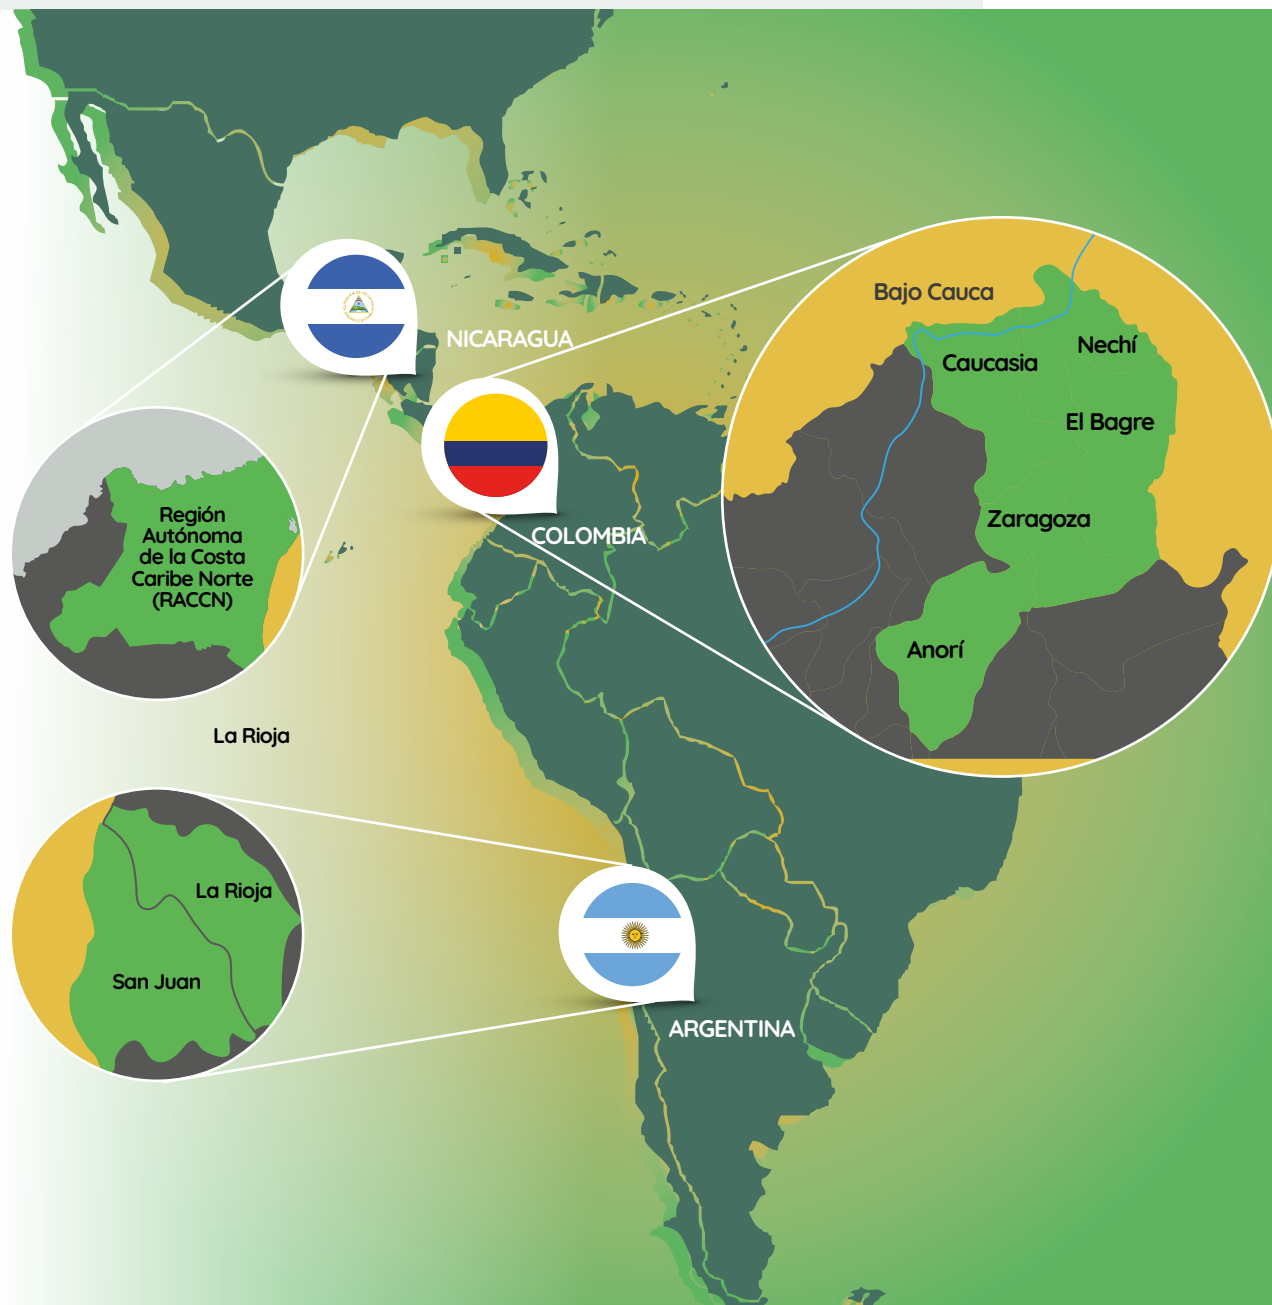 NICARAGUA
Bajo Cauca
Caucasia
Nechí
El Bagre
Zaragoza
Anorí
COLOMBIA
Región
Autónoma
de la Costa
Caribe Norte
(RACCN)
La Rioja
La Rioja
San Juan
ARGENTINA